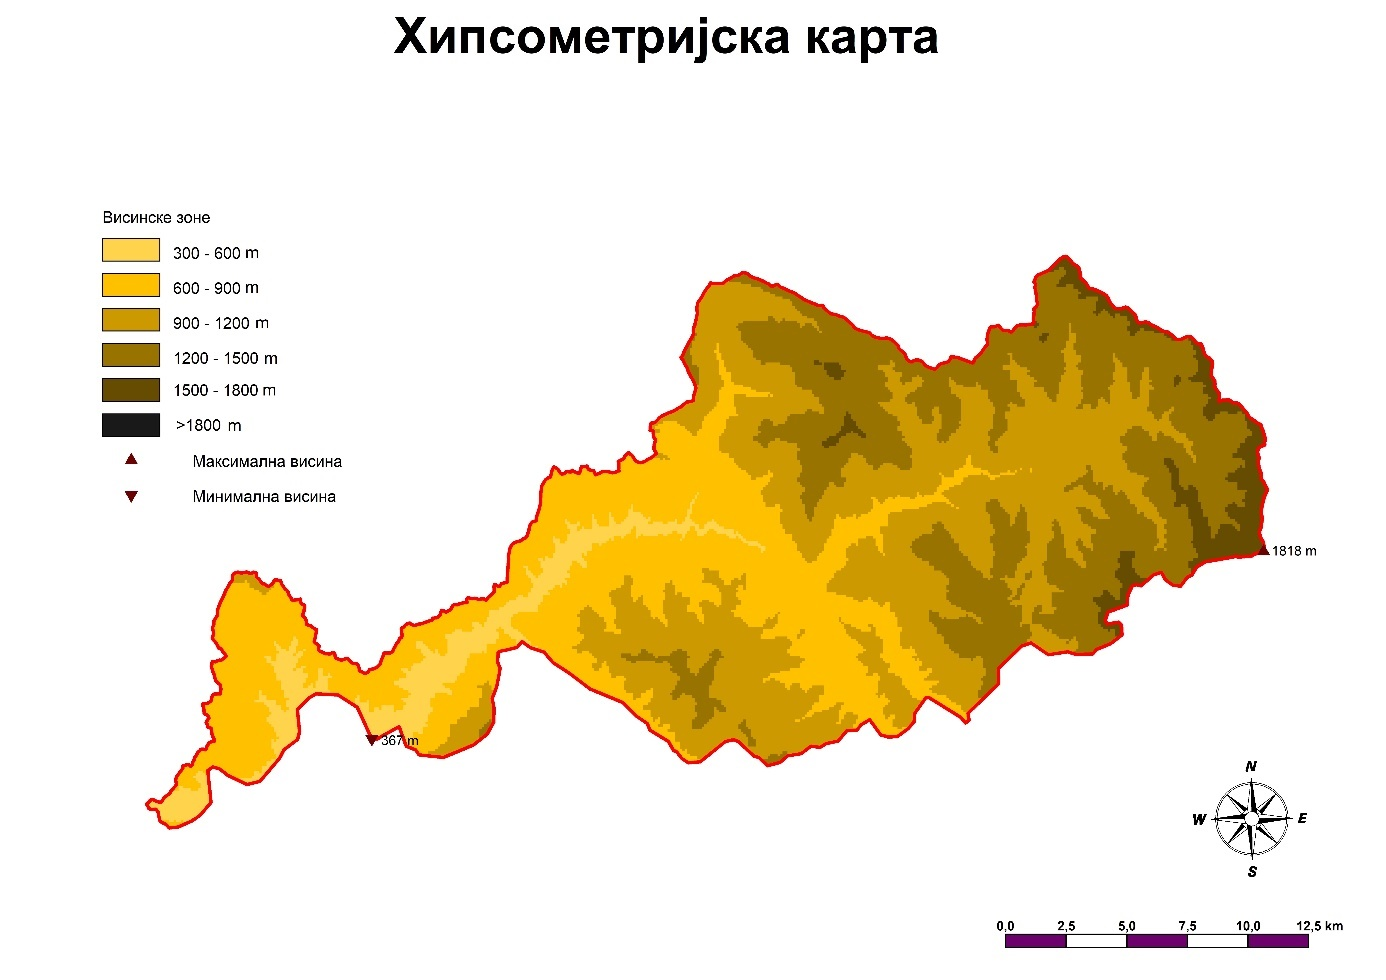 Хипсометријска карта
Висинске зоне
300 - 600 m
600 - 900 m
900 - 1200 m
1200 - 1500 m
1500 - 1800 m
>1800 m
Максимална висина
Минимална висина
1818 m
367 m
N
W E
S
0,0 2,5 5,0 7,5 10,0 12,5 km